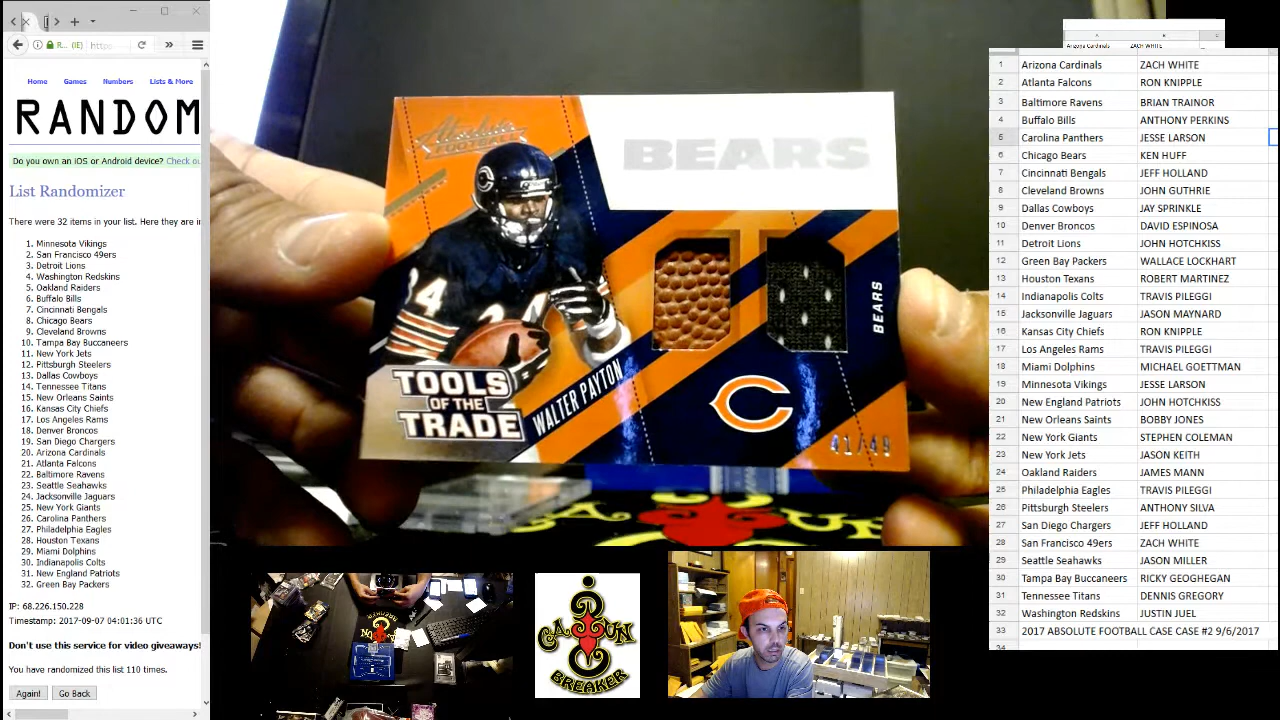 R... (IE)
https
Home Games Numbers Lists & More
RANDOM
Do you own an iOS or Android device? Check ou
List Randomizer
There were 32 items in your list. Here they are i
1. Minnesota Vikings
2. San Francisco 49ers
3. Detroit Lions
4. Washington Redskins
5. Oakland Raiders
6. Buffalo Bills
7. Cincinnati Bengals
8. Chicago Bears
9. Cleveland Browns
10. Tampa Bay Buccaneers
11. New York Jets
12. Pittsburgh Steelers
13. Dallas Cowboys
14. Tennessee Titans
15. New Orleans Saints
16. Kansas City Chiefs
17. Los Angeles Rams
18. Denver Broncos
19. San Diego Chargers
20. Arizona Cardinals
21. Atlanta Falcons
22. Baltimore Ravens
23. Seattle Seahawks
24. Jacksonville Jaguars
25. New York Giants
26. Carolina Panthers
27. Philadelphia Eagles
28. Houston Texans
29. Miami Dolphins
30. Indianapolis Colts
31. New England Patriots
32. Green Bay Packers
IP: 68.226.150.228
Timestamp: 2017-09-07 04:01:36 UTC
Don't use this service for video giveaways!
You have randomized this list 110 times.
Again! Go Back
Absolute
FOOTBALL
BEARS
34
BEARS
TOOLS
OF THE
TRADE
WALTER PAYTON
C
41/49
CAJUN
BREAKER
Arizona Cardinals ZACH WHITE
1 Arizona Cardinals ZACH WHITE
2 Atlanta Falcons RON KNIPPLE
3 Baltimore Ravens BRIAN TRAINOR
4 Buffalo Bills ANTHONY PERKINS
5 Carolina Panthers JESSE LARSON
6 Chicago Bears KEN HUFF
7 Cincinnati Bengals JEFF HOLLAND
8 Cleveland Browns JOHN GUTHRIE
9 Dallas Cowboys JAY SPRINKLE
10 Denver Broncos DAVID ESPINOSA
11 Detroit Lions JOHN HOTCHKISS
12 Green Bay Packers WALLACE LOCKHART
13 Houston Texans ROBERT MARTINEZ
14 Indianapolis Colts TRAVIS PILEGGI
15 Jacksonville Jaguars JASON MAYNARD
16 Kansas City Chiefs RON KNIPPLE
17 Los Angeles Rams TRAVIS PILEGGI
18 Miami Dolphins MICHAEL GOETTMAN
19 Minnesota Vikings JESSE LARSON
20 New England Patriots JOHN HOTCHKISS
21 New Orleans Saints BOBBY JONES
22 New York Giants STEPHEN COLEMAN
23 New York Jets JASON KEITH
24 Oakland Raiders JAMES MANN
25 Philadelphia Eagles TRAVIS PILEGGI
26 Pittsburgh Steelers ANTHONY SILVA
27 San Diego Chargers JEFF HOLLAND
28 San Francisco 49ers ZACH WHITE
29 Seattle Seahawks JASON MILLER
30 Tampa Bay Buccaneers RICKY GEOGHEGAN
31 Tennessee Titans DENNIS GREGORY
32 Washington Redskins JUSTIN JUEL
33 2017 ABSOLUTE FOOTBALL CASE CASE #2 9/6/2017
34